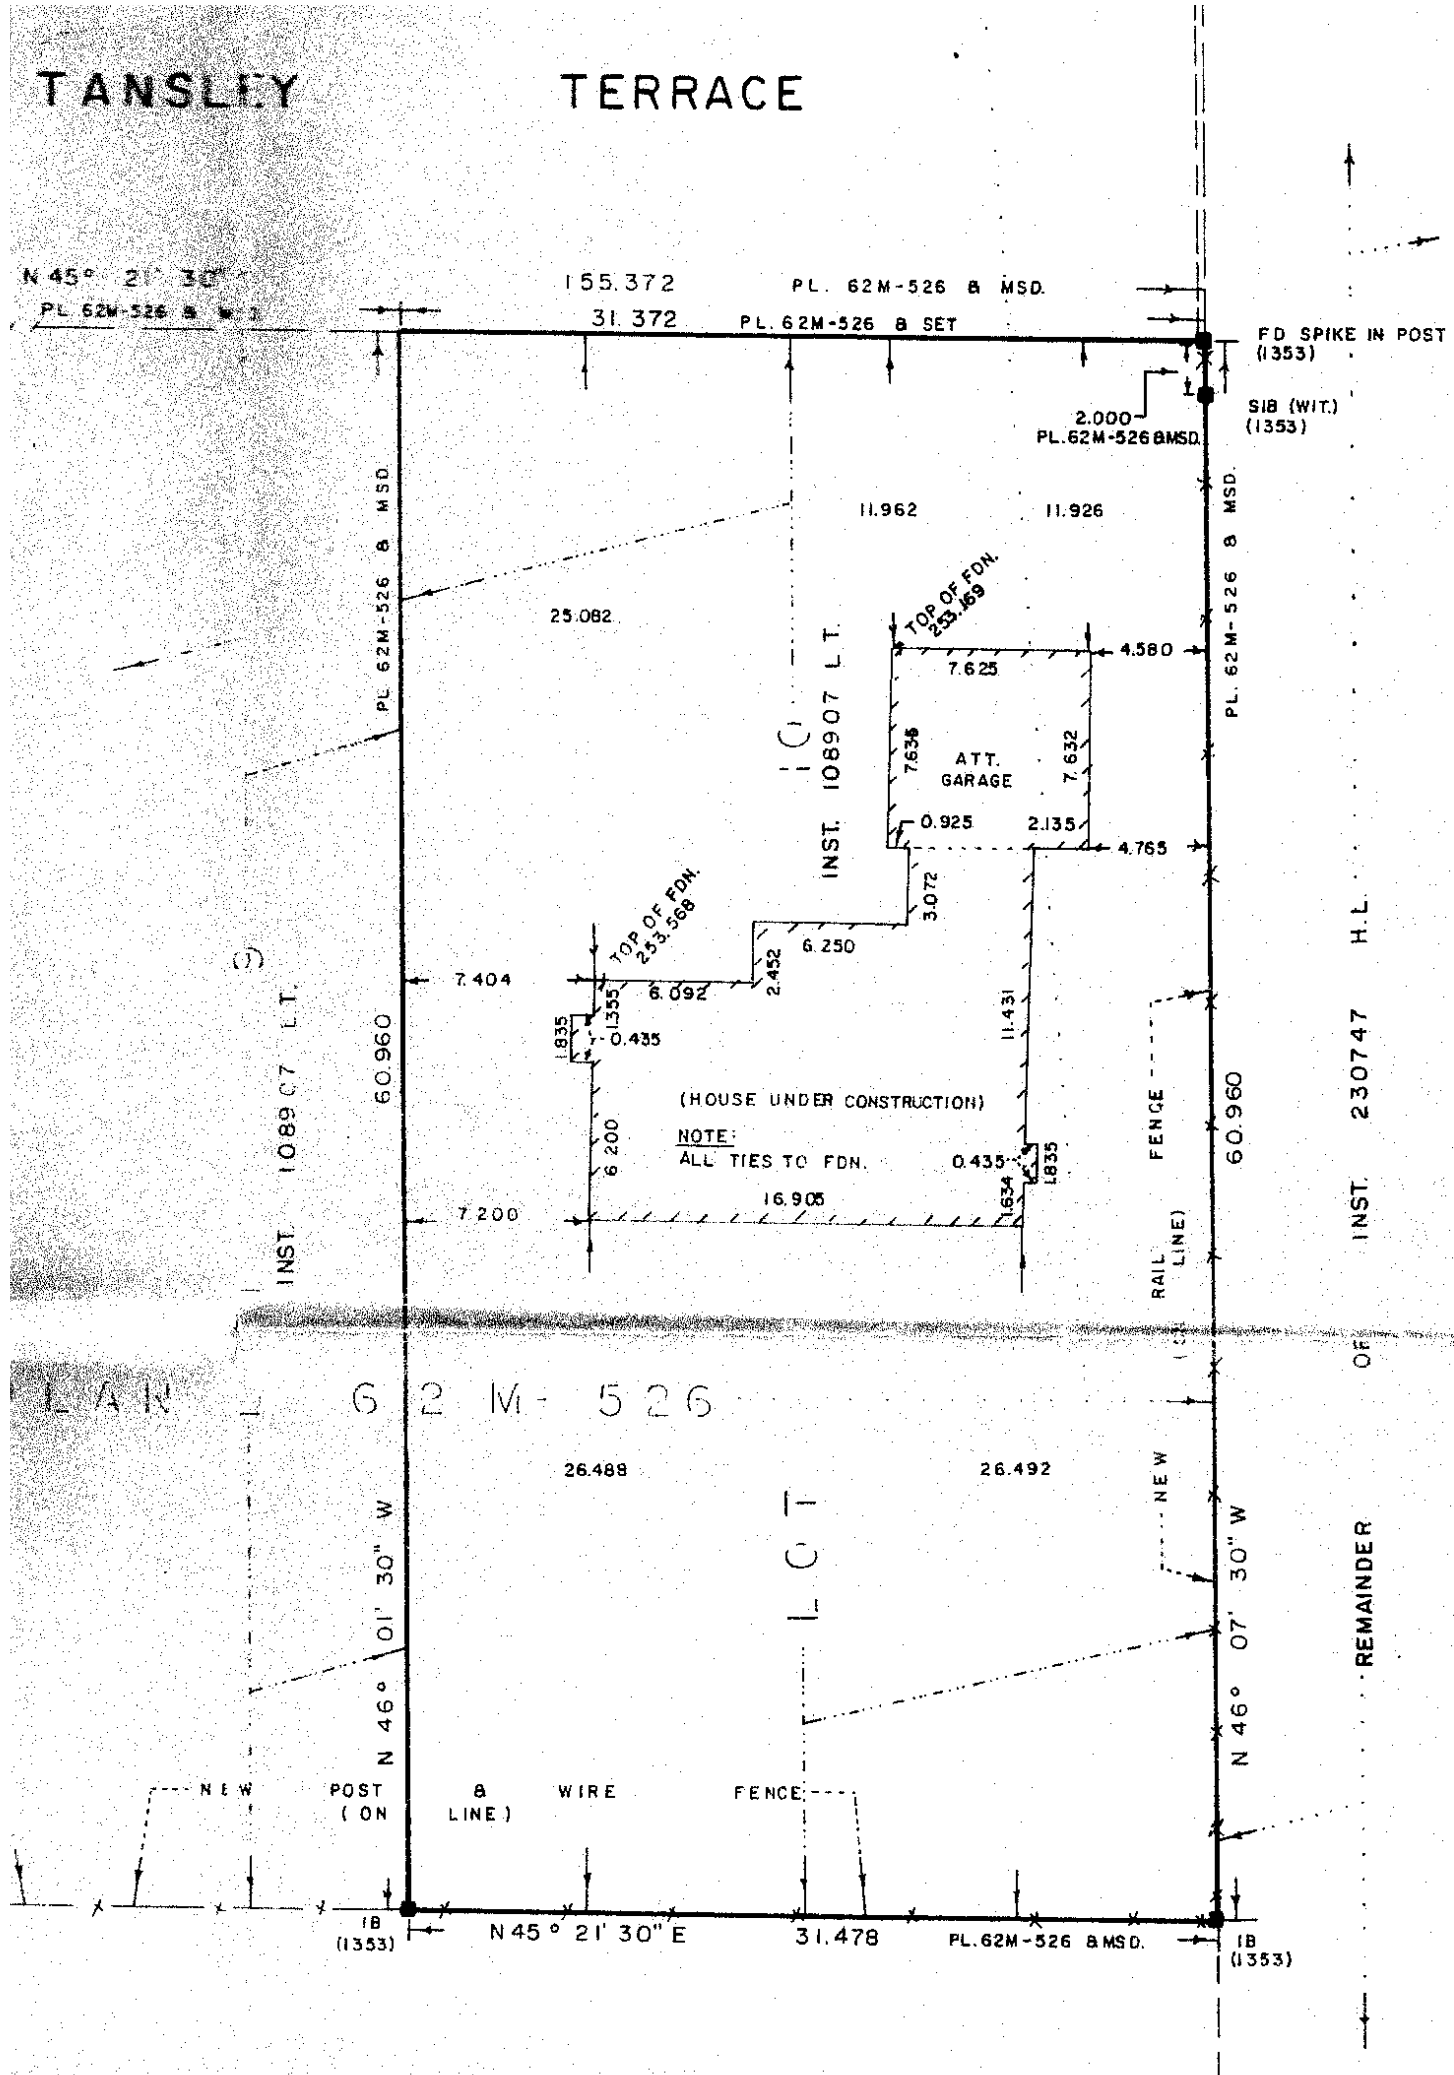 TANSLEY TERRACE
N 45° 21' 30"
PL. 62M-526 &
155.372 PL. 62M-526 & MSD.
31.372 PL. 62M-526 & SET
FD SPIKE IN POST
(1353)
2.000
PL. 62M-526 & MSD.
SIB (WIT.)
(1353)
PL. 62M-526 & MSD.
PL. 62M-526 & MSD.
11.962
11.926
25.082
TOP OF FDN.
253.169
7.625
4.580
7.636
ATT.
GARAGE
7.632
10
INST. 108907 L.T.
0.925
2.135
4.765
3.072
TOP OF FDN.
253.568
6.250
2.452
7.404
6.092
1.355
1.835
0.435
11.431
9
INST. 108907 L.T.
60.960
(HOUSE UNDER CONSTRUCTION)
NOTE:
ALL TIES TO FDN.
6.200
0.435
1.835
1.634
16.905
7.200
RAIL FENCE
LINE)
NEW
60.960
REMAINDER OF INST. 230747 H.L.
LAN 62M-526
26.488
26.492
LOT
N 46° 01' 30" W
N 46° 07' 30" W
NEW POST & WIRE FENCE
(ON LINE)
IB
(1353)
N 45° 21' 30" E 31.478 PL. 62M-526 & MSD.
IB
(1353)